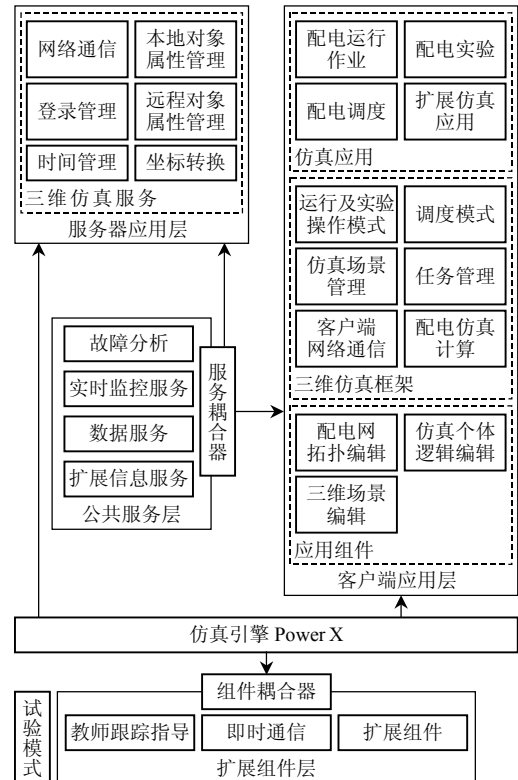 网络通信
本地对象
属性管理
登录管理
远程对象
属性管理
时间管理
坐标转换
三维仿真服务
服务器应用层
配电运行
作业
配电实验
配电调度
扩展仿真
应用
仿真应用
运行及实验
操作模式
调度模式
仿真场景
管理
任务管理
客户端
网络通信
配电仿真
计算
三维仿真框架
配电网
拓扑编辑
仿真个体
逻辑编辑
三维场景
编辑
应用组件
客户端应用层
故障分析
实时监控服务
数据服务
扩展信息服务
公共服务层
服务耦合器
仿真引擎 Power X
试验模式
组件耦合器
教师跟踪指导
即时通信
扩展组件
扩展组件层